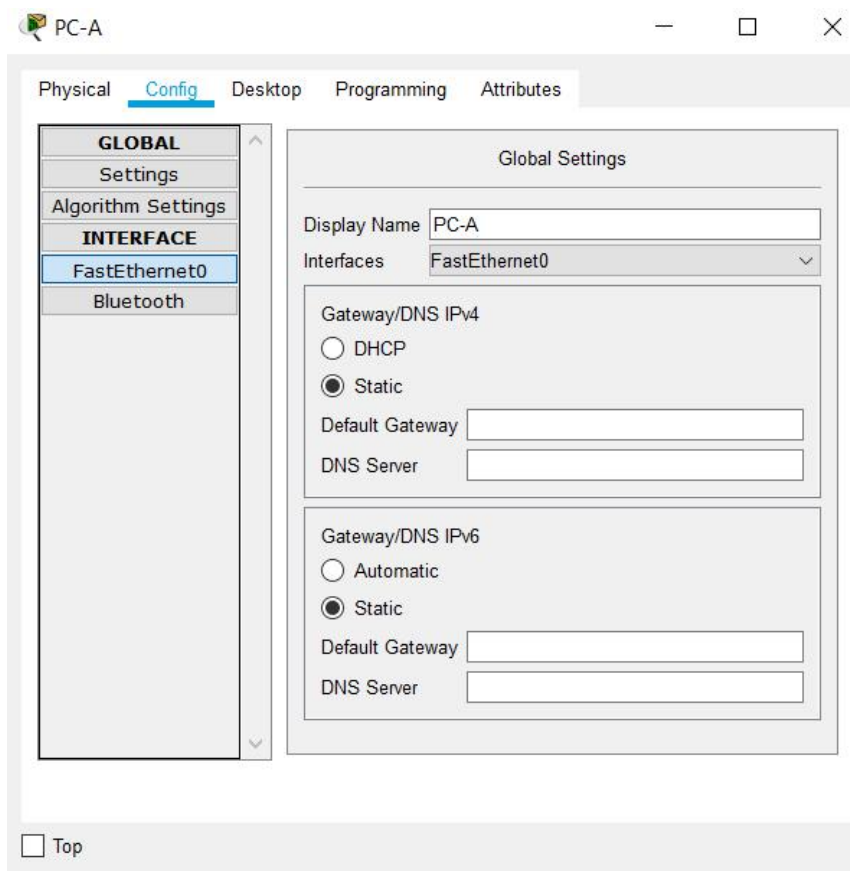 PC-A
Physical Config Desktop Programming Attributes
GLOBAL
Settings
Algorithm Settings
INTERFACE
FastEthernet0
Bluetooth
Global Settings
Display Name PC-A
Interfaces FastEthernet0
Gateway/DNS IPv4
DHCP
Static
Default Gateway
DNS Server
Gateway/DNS IPv6
Automatic
Static
Default Gateway
DNS Server
Top